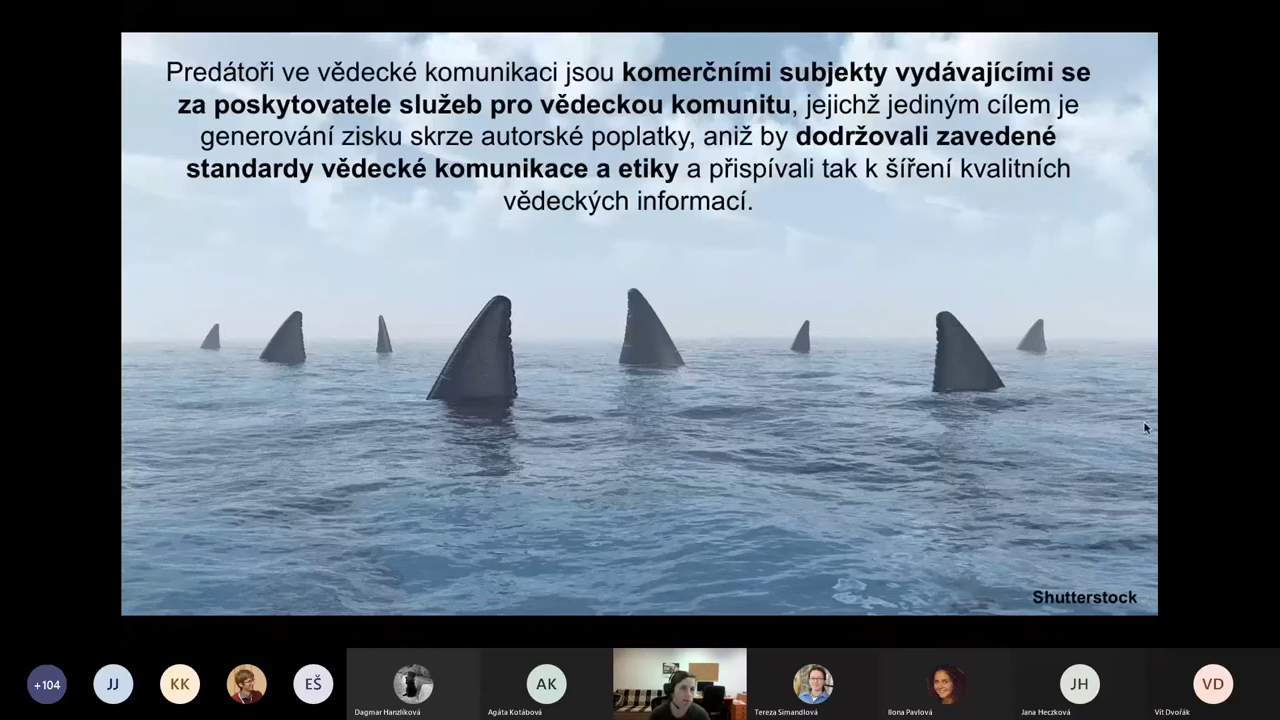 Predátoři ve vědecké komunikaci jsou komerčními subjekty vydávajícími se
za poskytovatele služeb pro vědeckou komunitu, jejichž jediným cílem je
generování zisku skrze autorské poplatky, aniž by dodržovali zavedené
standardy vědecké komunikace a etiky a přispívali tak k šíření kvalitních
vědeckých informací.
Shutterstock
+104
JJ
KK
EŠ
AK
JH
VD
Dagmar Hanzlíková
Agáta Kotábová
Tereza Simandlová
Ilona Pavlová
Jana Heczková
Vít Dvořák